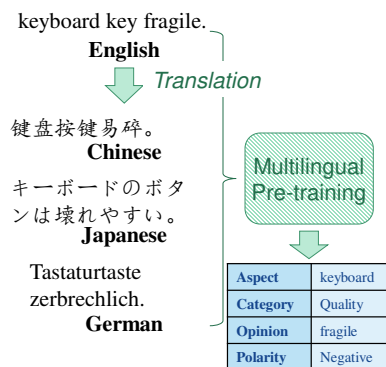 keyboard key fragile.
English
Translation
键盘按键易碎。
Chinese
キーボードのボタ
ンは壊れやすい。
Japanese
Tastaturtaste
zerbrechlich.
German
Multilingual
Pre-training
Aspect keyboard
Category Quality
Opinion fragile
Polarity Negative